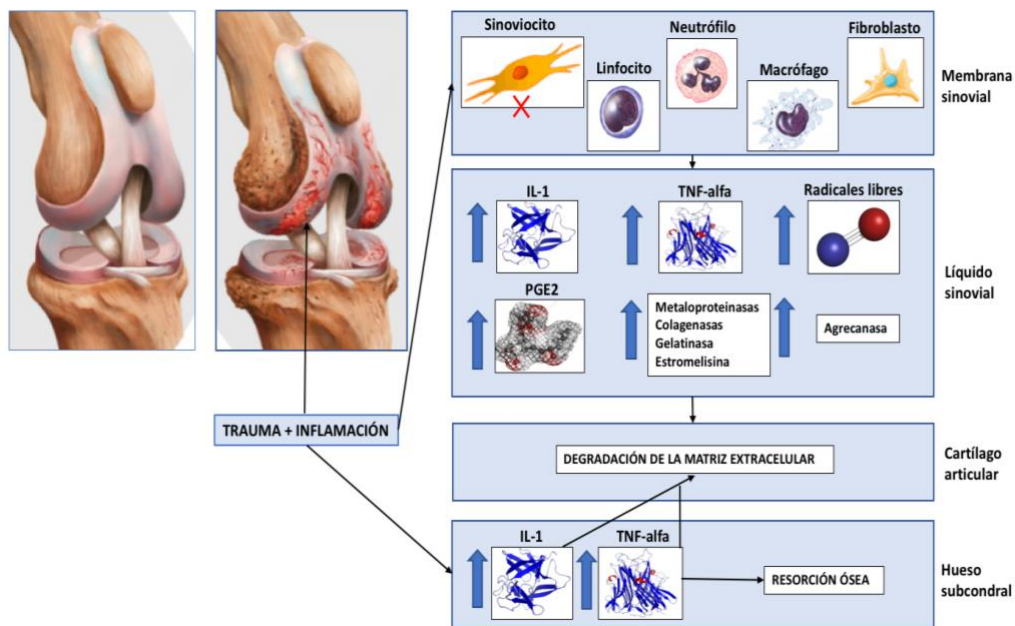 Sinoviocito
Linfocito
Neutrófilo
Macrófago
Fibroblasto
Membrana
sinovial
IL-1
TNF-alfa
Radicales libres
PGE2
Metaloproteinasas
Colagenasas
Gelatinasa
Estromelisina
Agrecanasa
Líquido
sinovial
TRAUMA + INFLAMACIÓN
DEGRADACIÓN DE LA MATRIZ EXTRACELULAR
Cartílago
articular
IL-1
TNF-alfa
RESORCIÓN ÓSEA
Hueso
subcondral